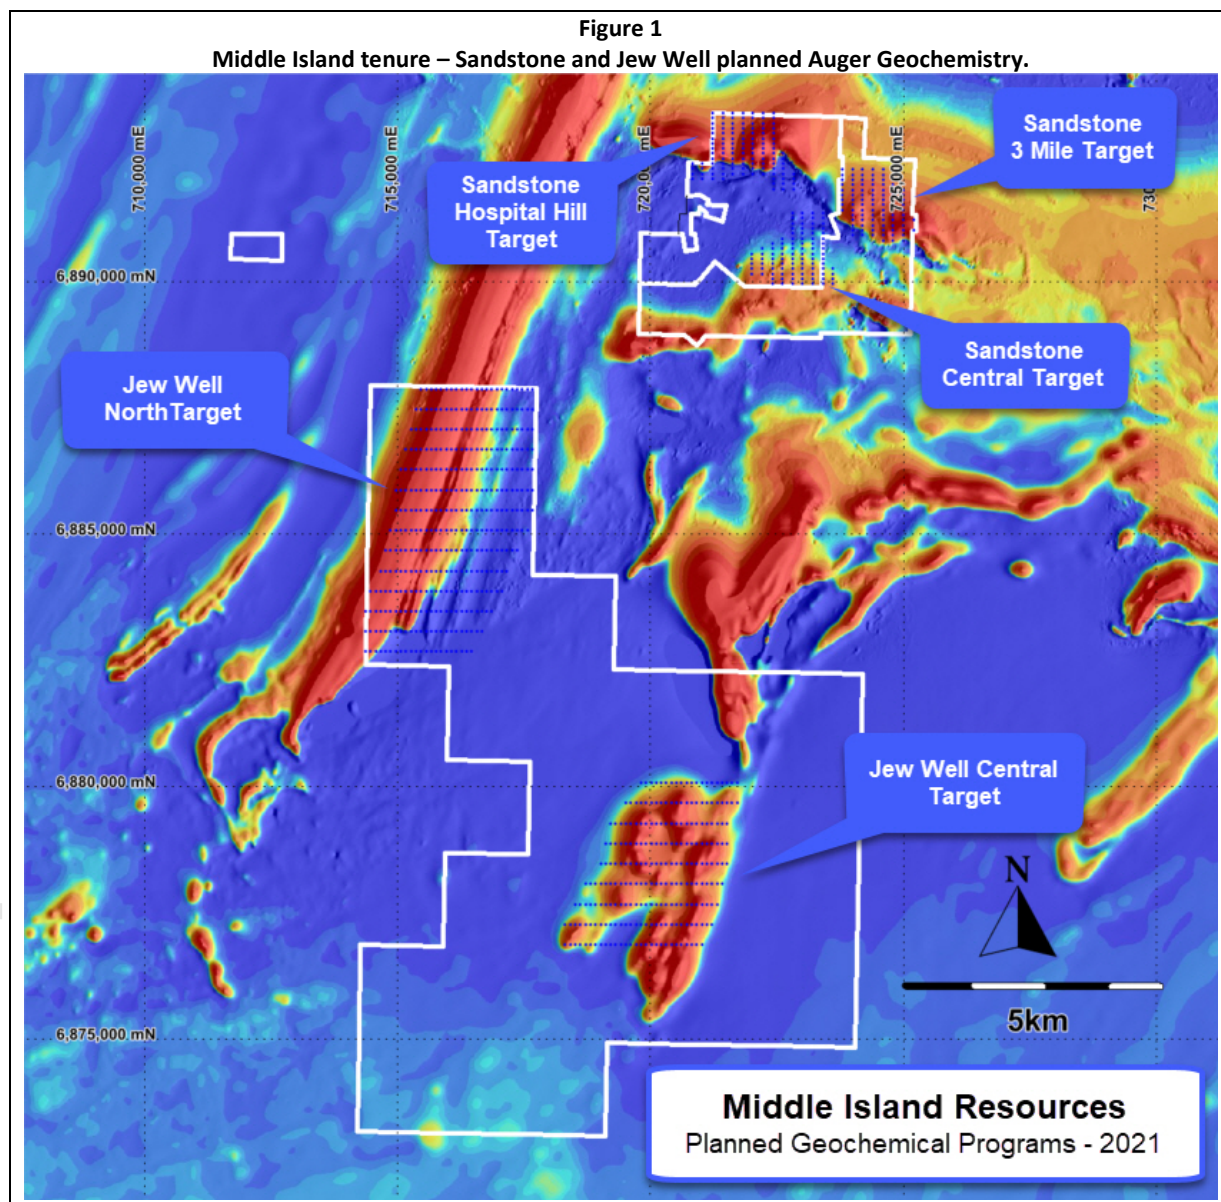 Figure 1
Middle Island tenure – Sandstone and Jew Well planned Auger Geochemistry.
710,000 mE
715,000 mE
725,000 mE
Sandstone
3 Mile Target
Sandstone
Hospital Hill
Target
6,890,000 mN
Sandstone
Central Target
Jew Well
North Target
6,885,000 mN
Jew Well Central
Target
6,880,000 mN
N
5km
6,875,000 mN
Middle Island Resources
Planned Geochemical Programs - 2021